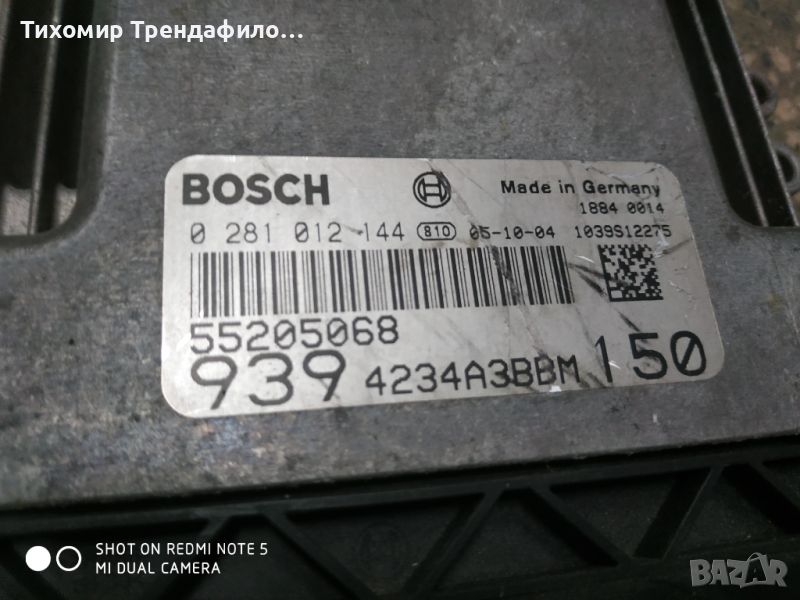 Тихомир Трендафило...
BOSCH Made in Germany
1884 0014
0 281 012 144 810 05-10-04 1039S12275
55205068
939 4234A3BBM 150
SHOT ON REDMI NOTE 5
MI DUAL CAMERA
BAZAR